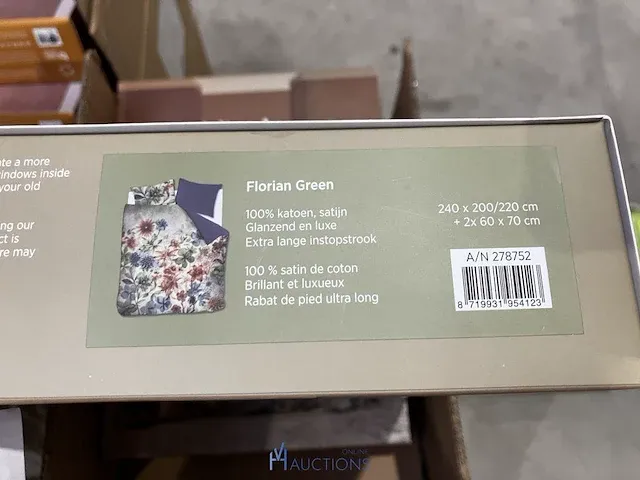 ate a more
indows inside
your old
ng our
ct is
re may
Florian Green
100% katoen, satijn
Glanzend en luxe
Extra lange instopstrook
100 % satin de coton
Brillant et luxueux
Rabat de pied ultra long
240 x 200/220 cm
+ 2x 60 x 70 cm
A/N 278752
8 719931 954123
ONLINE
AUCTIONS